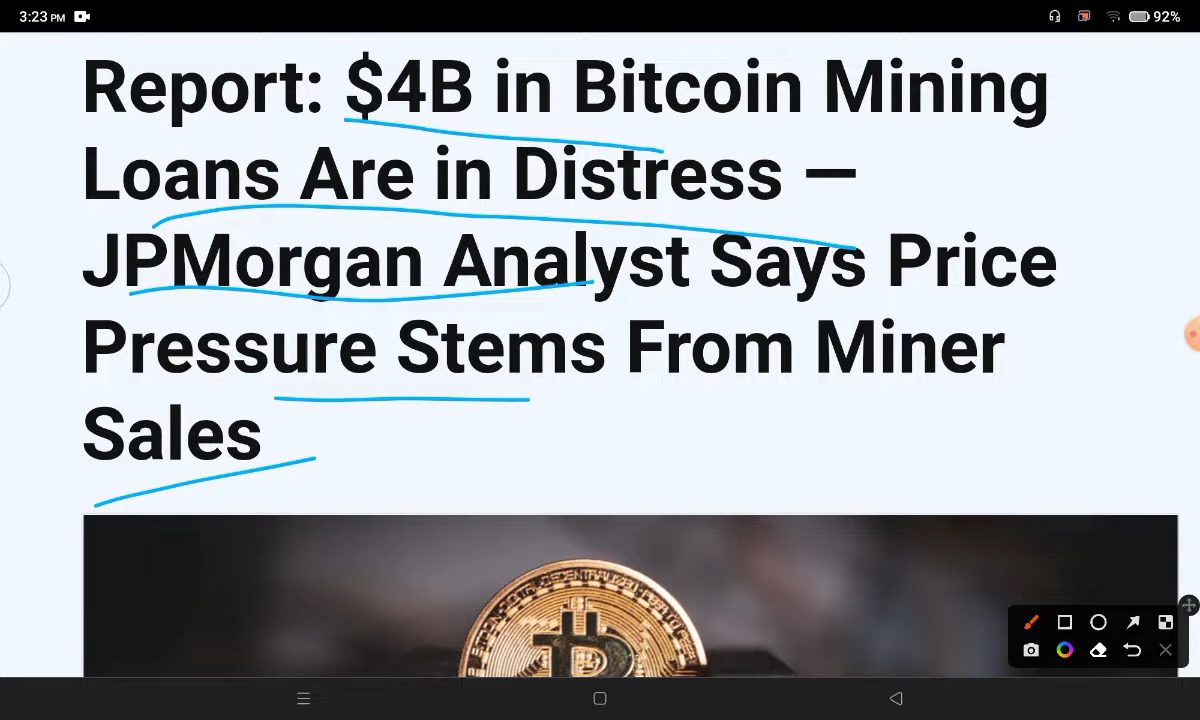 3:23 PM
92%
Report: $4B in Bitcoin Mining
Loans Are in Distress —
JPMorgan Analyst Says Price
Pressure Stems From Miner
Sales